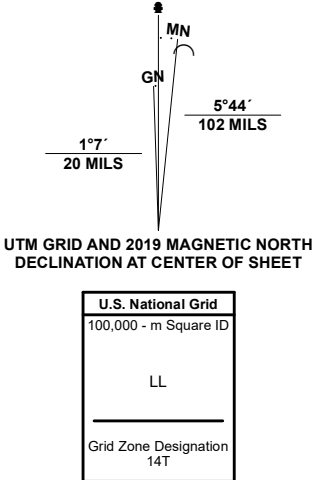 MN
GN
5°44´
102 MILS
1°7´
20 MILS
UTM GRID AND 2019 MAGNETIC NORTH
DECLINATION AT CENTER OF SHEET
U.S. National Grid
100,000 - m Square ID
LL
Grid Zone Designation
14T